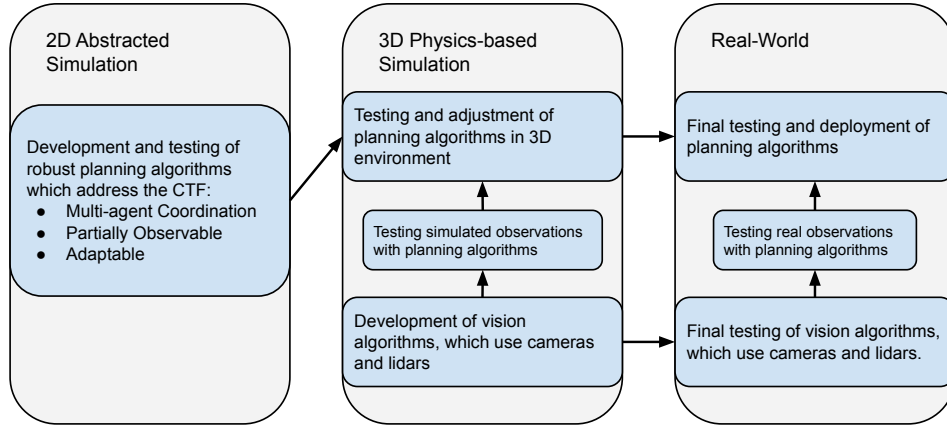 2D Abstracted
Simulation
Development and testing of
robust planning algorithms
which address the CTF:
● Multi-agent Coordination
● Partially Observable
● Adaptable
3D Physics-based
Simulation
Testing and adjustment of
planning algorithms in 3D
environment
Testing simulated observations
with planning algorithms
Development of vision
algorithms, which use cameras
and lidars
Real-World
Final testing and deployment of
planning algorithms
Testing real observations
with planning algorithms
Final testing of vision algorithms,
which use cameras and lidars.